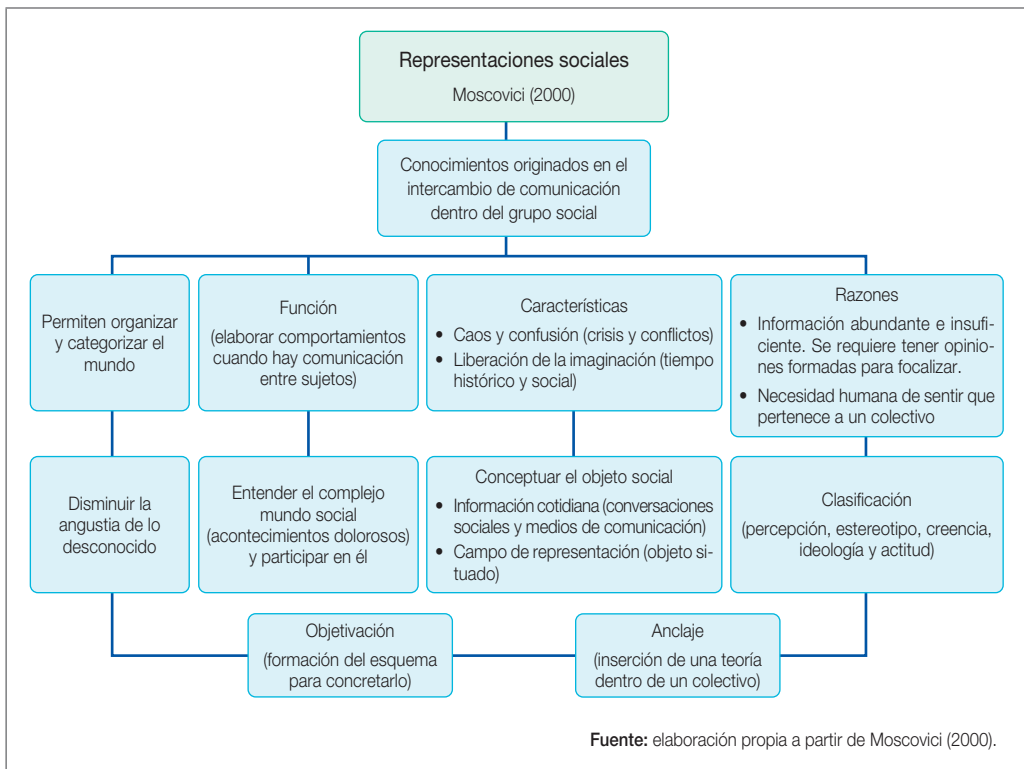 Representaciones sociales
Moscovici (2000)
Conocimientos originados en el
intercambio de comunicación
dentro del grupo social
Permiten organizar
y categorizar el
mundo
Función
(elaborar comportamientos
cuando hay comunicación
entre sujetos)
Características
• Caos y confusión (crisis y conflictos)
• Liberación de la imaginación (tiempo
histórico y social)
Razones
• Información abundante e insufi-
ciente. Se requiere tener opinio-
nes formadas para focalizar.
• Necesidad humana de sentir que
pertenece a un colectivo
Disminuir la
angustia de lo
desconocido
Entender el complejo
mundo social
(acontecimientos dolorosos)
y participar en él
Conceptuar el objeto social
• Información cotidiana (conversaciones
sociales y medios de comunicación)
• Campo de representación (objeto si-
tuado)
Clasificación
(percepción, estereotipo, creencia,
ideología y actitud)
Objetivación
(formación del esquema
para concretarlo)
Anclaje
(inserción de una teoría
dentro de un colectivo)
Fuente: elaboración propia a partir de Moscovici (2000).